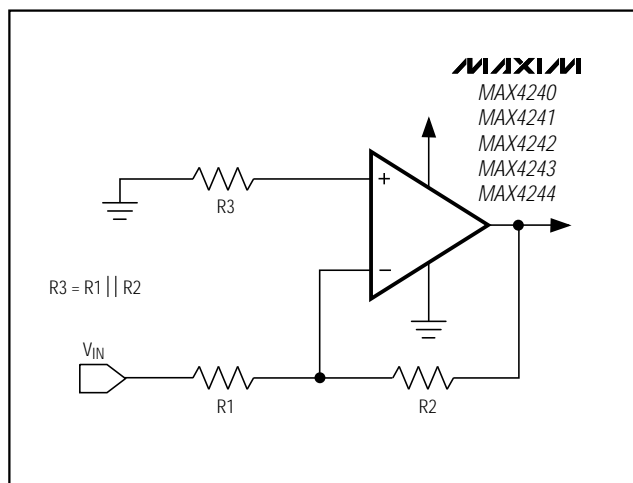 MAXIM
MAX4240
MAX4241
MAX4242
MAX4243
MAX4244
+
R3
−
R3 = R1 || R2
VIN
R1
R2